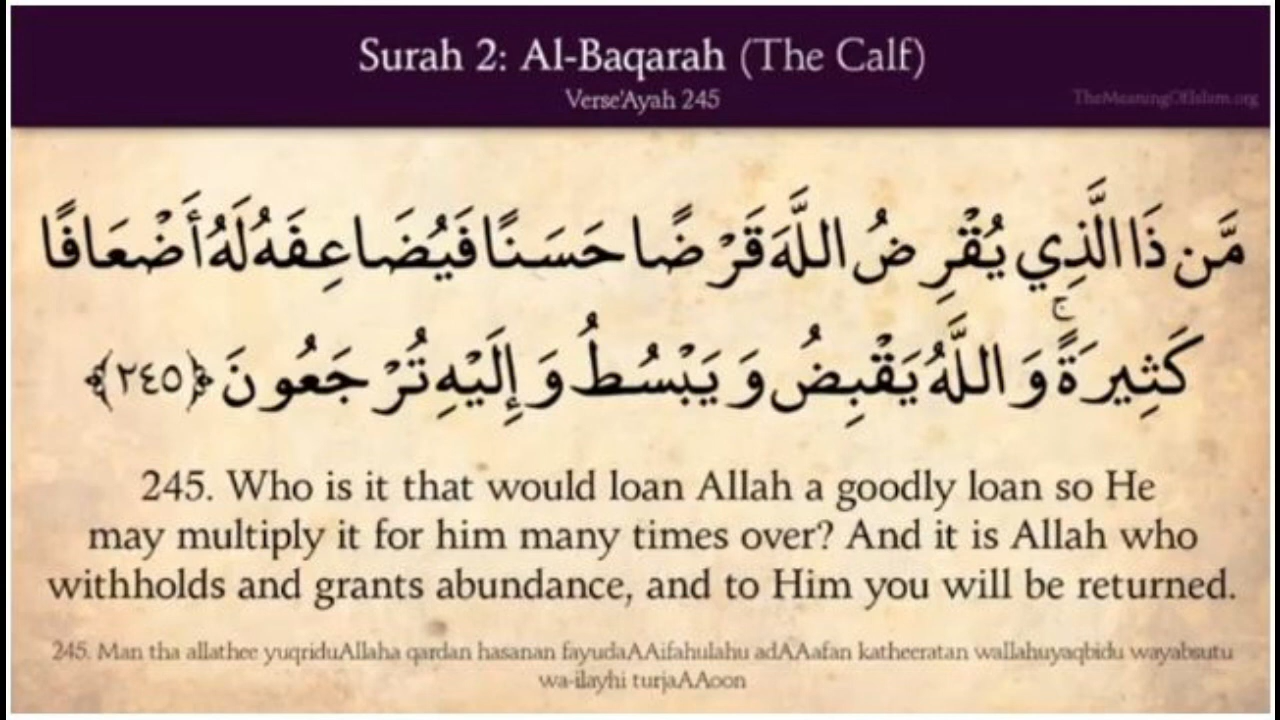 Surah 2: Al-Baqarah (The Calf)
Verse'Ayah 245
TheMeaningOfIslam.org
مَّن ذَا الَّذِي يُقْرِضُ اللَّهَ قَرْضًا حَسَنًا فَيُضَاعِفَهُ لَهُ أَضْعَافًا
كَثِيرَةً ۚ وَاللَّهُ يَقْبِضُ وَيَبْسُطُ وَإِلَيْهِ تُرْجَعُونَ ﴿٢٤٥﴾
245. Who is it that would loan Allah a goodly loan so He
may multiply it for him many times over? And it is Allah who
withholds and grants abundance, and to Him you will be returned.
245. Man tha allathee yuqriduAllaha qardan hasanan fayudaAAifahulahu adAAafan katheeratan wallahuyaqbidu wayabsutu
wa-ilayhi turjaAAoon